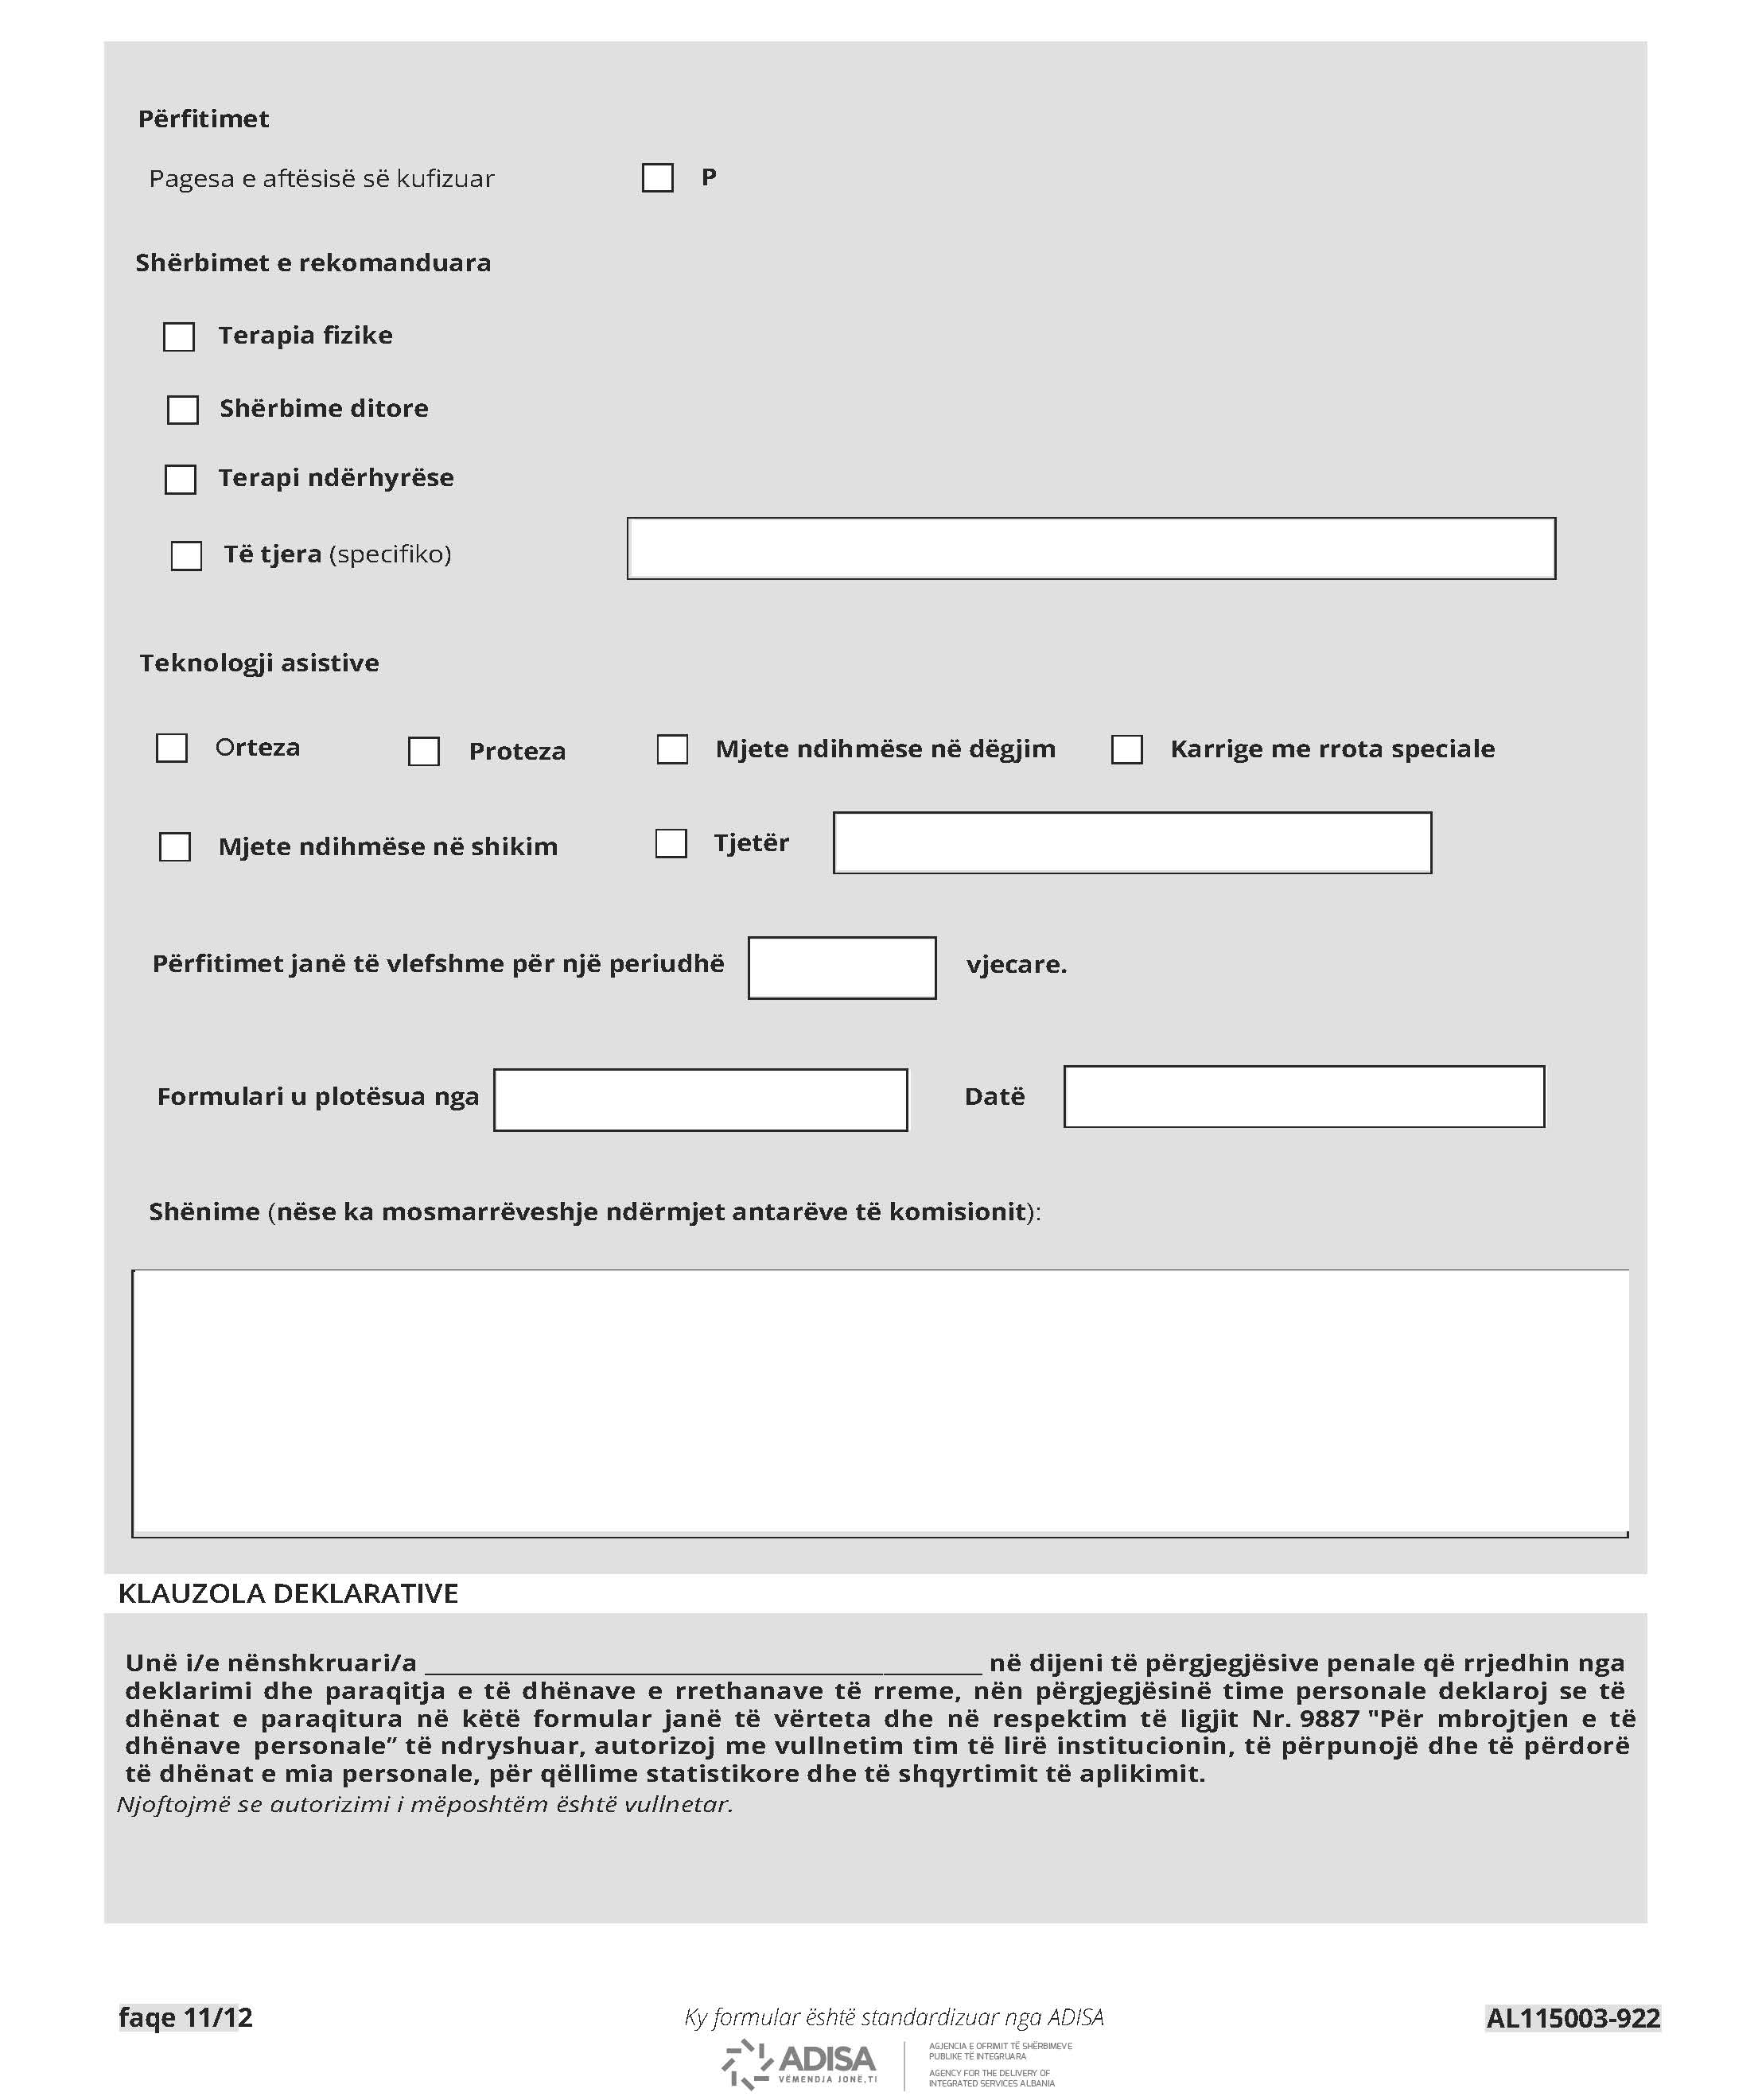 Përfitimet
Pagesa e aftësisë së kufizuar P
Shërbimet e rekomanduara
Terapia fizike
Shërbime ditore
Terapi ndërhyrëse
Të tjera (specifiko)
Teknologji asistive
Orteza Proteza Mjete ndihmëse në dëgjim Karrige me rrota speciale
Mjete ndihmëse në shikim Tjetër
Përfitimet janë të vlefshme për një periudhë vjecare.
Formulari u plotësua nga Datë
Shënime (nëse ka mosmarrëveshje ndërmjet antarëve të komisionit):
KLAUZOLA DEKLARATIVE
Unë i/e nënshkruari/a ________________________________________ në dijeni të përgjegjësive penale që rrjedhin nga
deklarimi dhe paraqitja e të dhënave e rrethanave të rreme, nën përgjegjësinë time personale deklaroj se të
dhënat e paraqitura në këtë formular janë të vërteta dhe në respektim të ligjit Nr. 9887 "Për mbrojtjen e të
dhënave personale” të ndryshuar, autorizoj me vullnetim tim të lirë institucionin, të përpunojë dhe të përdorë
të dhënat e mia personale, për qëllime statistikore dhe të shqyrtimit të aplikimit.
Njoftojmë se autorizimi i mëposhtëm është vullnetar.
faqe 11/12 Ky formular është standardizuar nga ADISA AL115003-922
ADISA
VËMENDJA JONË, TI
AGJENCIA E OFRIMIT TË SHËRBIMEVE
PUBLIKE TË INTEGRUARA
AGENCY FOR THE DELIVERY OF
INTEGRATED SERVICES ALBANIA